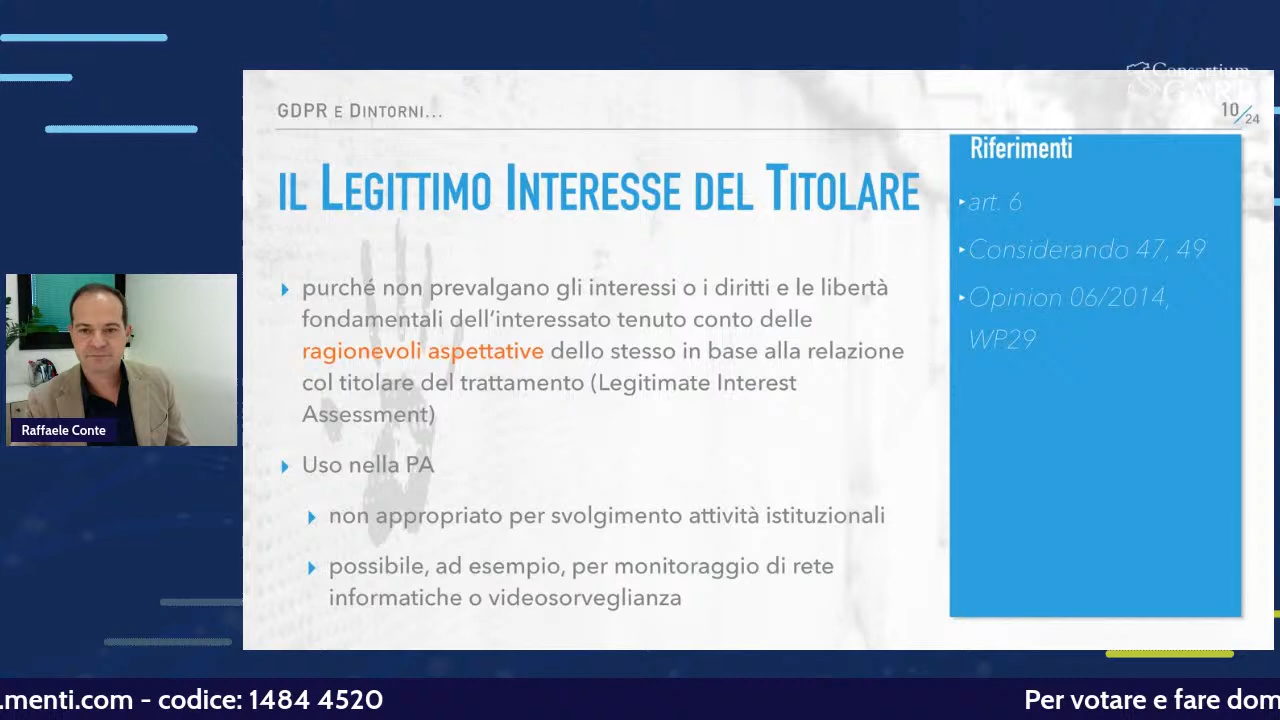 Consortium
GARR
GDPR E DINTORNI...
10/24
IL LEGITTIMO INTERESSE DEL TITOLARE
purché non prevalgano gli interessi o i diritti e le libertà
fondamentali dell’interessato tenuto conto delle
ragionevoli aspettative dello stesso in base alla relazione
col titolare del trattamento (Legitimate Interest
Assessment)
Uso nella PA
non appropriato per svolgimento attività istituzionali
possibile, ad esempio, per monitoraggio di rete
informatiche o videosorveglianza
Riferimenti
art. 6
Considerando 47, 49
Opinion 06/2014,
WP29
Raffaele Conte
.menti.com - codice: 1484 4520
Per votare e fare dom